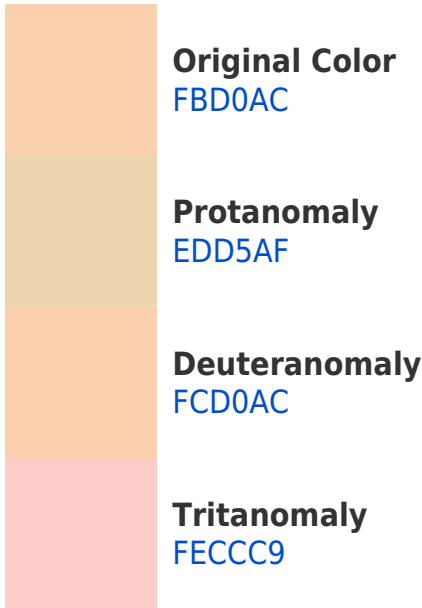 Original Color
FBD0AC
Protanomaly
EDD5AF
Deuteranomaly
FCD0AC
Tritanomaly
FECCC9